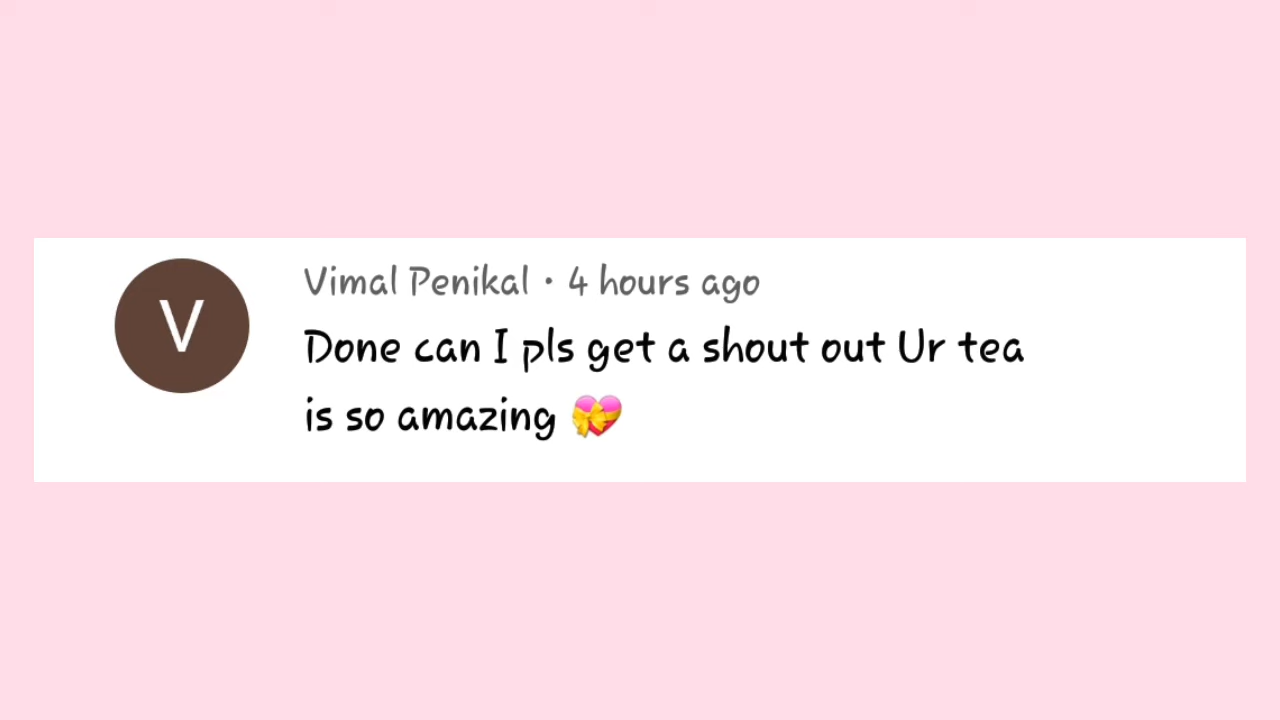 V
Vimal Penikal • 4 hours ago
Done can I pls get a shout out Ur tea
is so amazing 💝